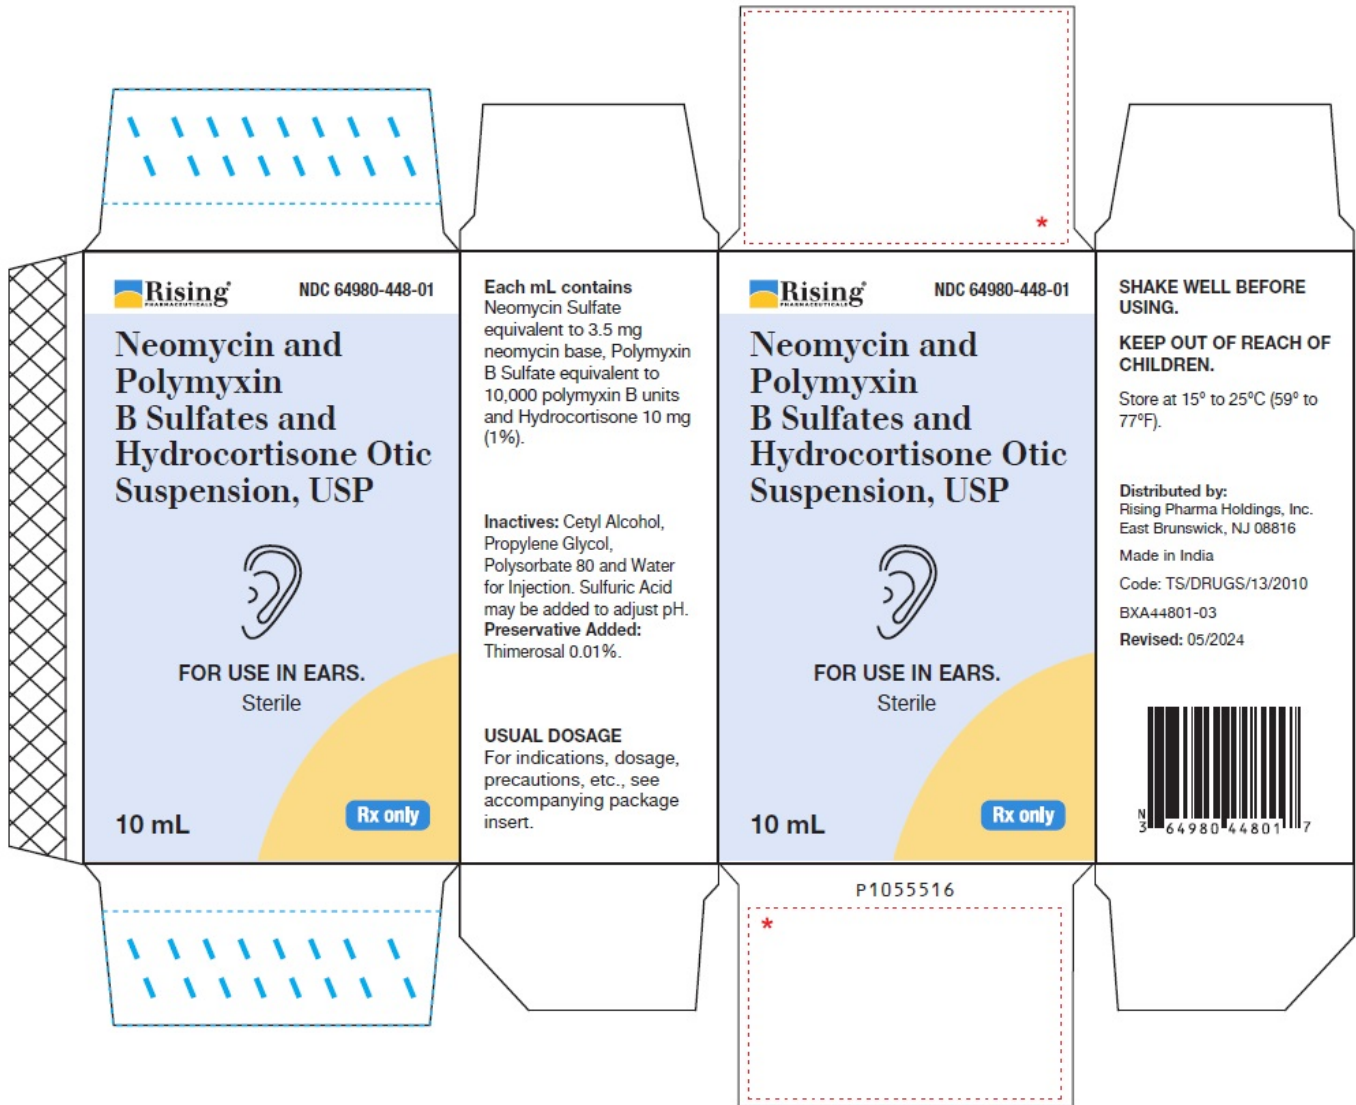 Rising®
PHARMACEUTICALS
NDC 64980-448-01
Neomycin and
Polymyxin
B Sulfates and
Hydrocortisone Otic
Suspension, USP
FOR USE IN EARS.
Sterile
10 mL
Rx only
Each mL contains
Neomycin Sulfate
equivalent to 3.5 mg
neomycin base, Polymyxin
B Sulfate equivalent to
10,000 polymyxin B units
and Hydrocortisone 10 mg
(1%).
Inactives: Cetyl Alcohol,
Propylene Glycol,
Polysorbate 80 and Water
for Injection. Sulfuric Acid
may be added to adjust pH.
Preservative Added:
Thimerosal 0.01%.
USUAL DOSAGE
For indications, dosage,
precautions, etc., see
accompanying package
insert.
*
Rising®
PHARMACEUTICALS
NDC 64980-448-01
Neomycin and
Polymyxin
B Sulfates and
Hydrocortisone Otic
Suspension, USP
FOR USE IN EARS.
Sterile
10 mL
Rx only
P1055516
*
SHAKE WELL BEFORE
USING.
KEEP OUT OF REACH OF
CHILDREN.
Store at 15º to 25ºC (59º to
77ºF).
Distributed by:
Rising Pharma Holdings, Inc.
East Brunswick, NJ 08816
Made in India
Code: TS/DRUGS/13/2010
BXA44801-03
Revised: 05/2024
N
3 64980 44801 7